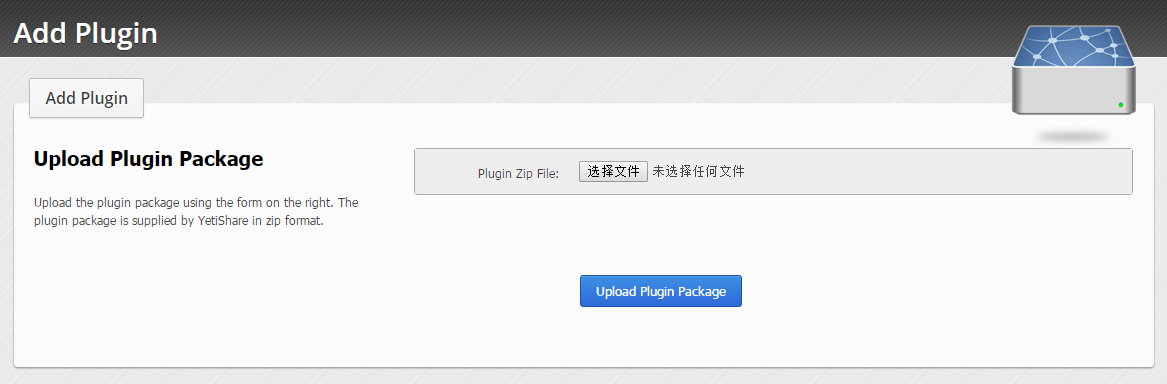 Add Plugin
Add Plugin
Upload Plugin Package
Upload the plugin package using the form on the right. The
plugin package is supplied by YetiShare in zip format.
Plugin Zip File: 选择文件 未选择任何文件
Upload Plugin Package